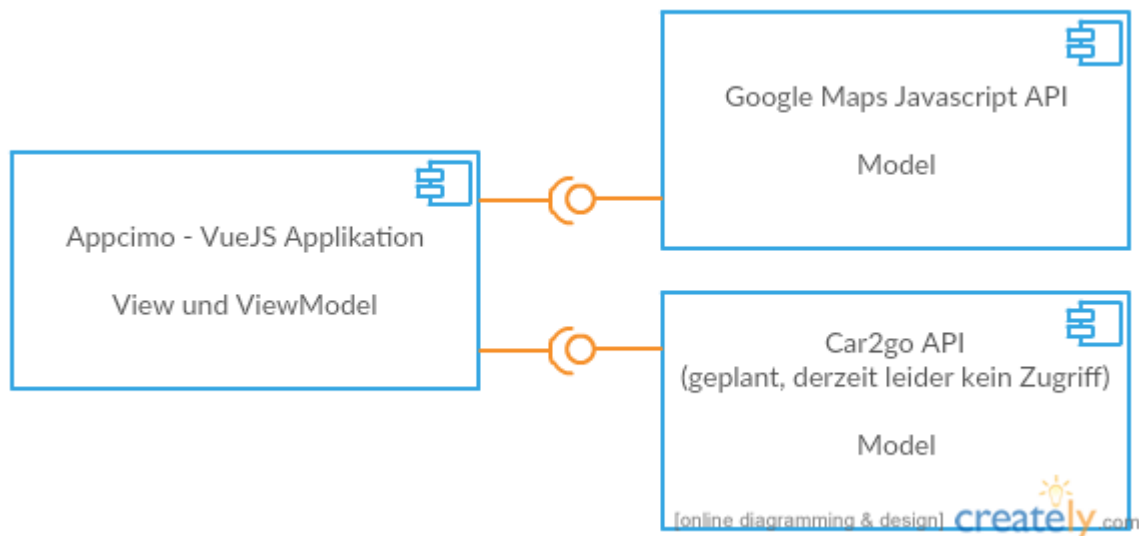 Google Maps Javascript API
Model
Appcimo - VueJS Applikation
View und ViewModel
Car2go API
(geplant, derzeit leider kein Zugriff)
Model
[online diagramming & design] creately.com